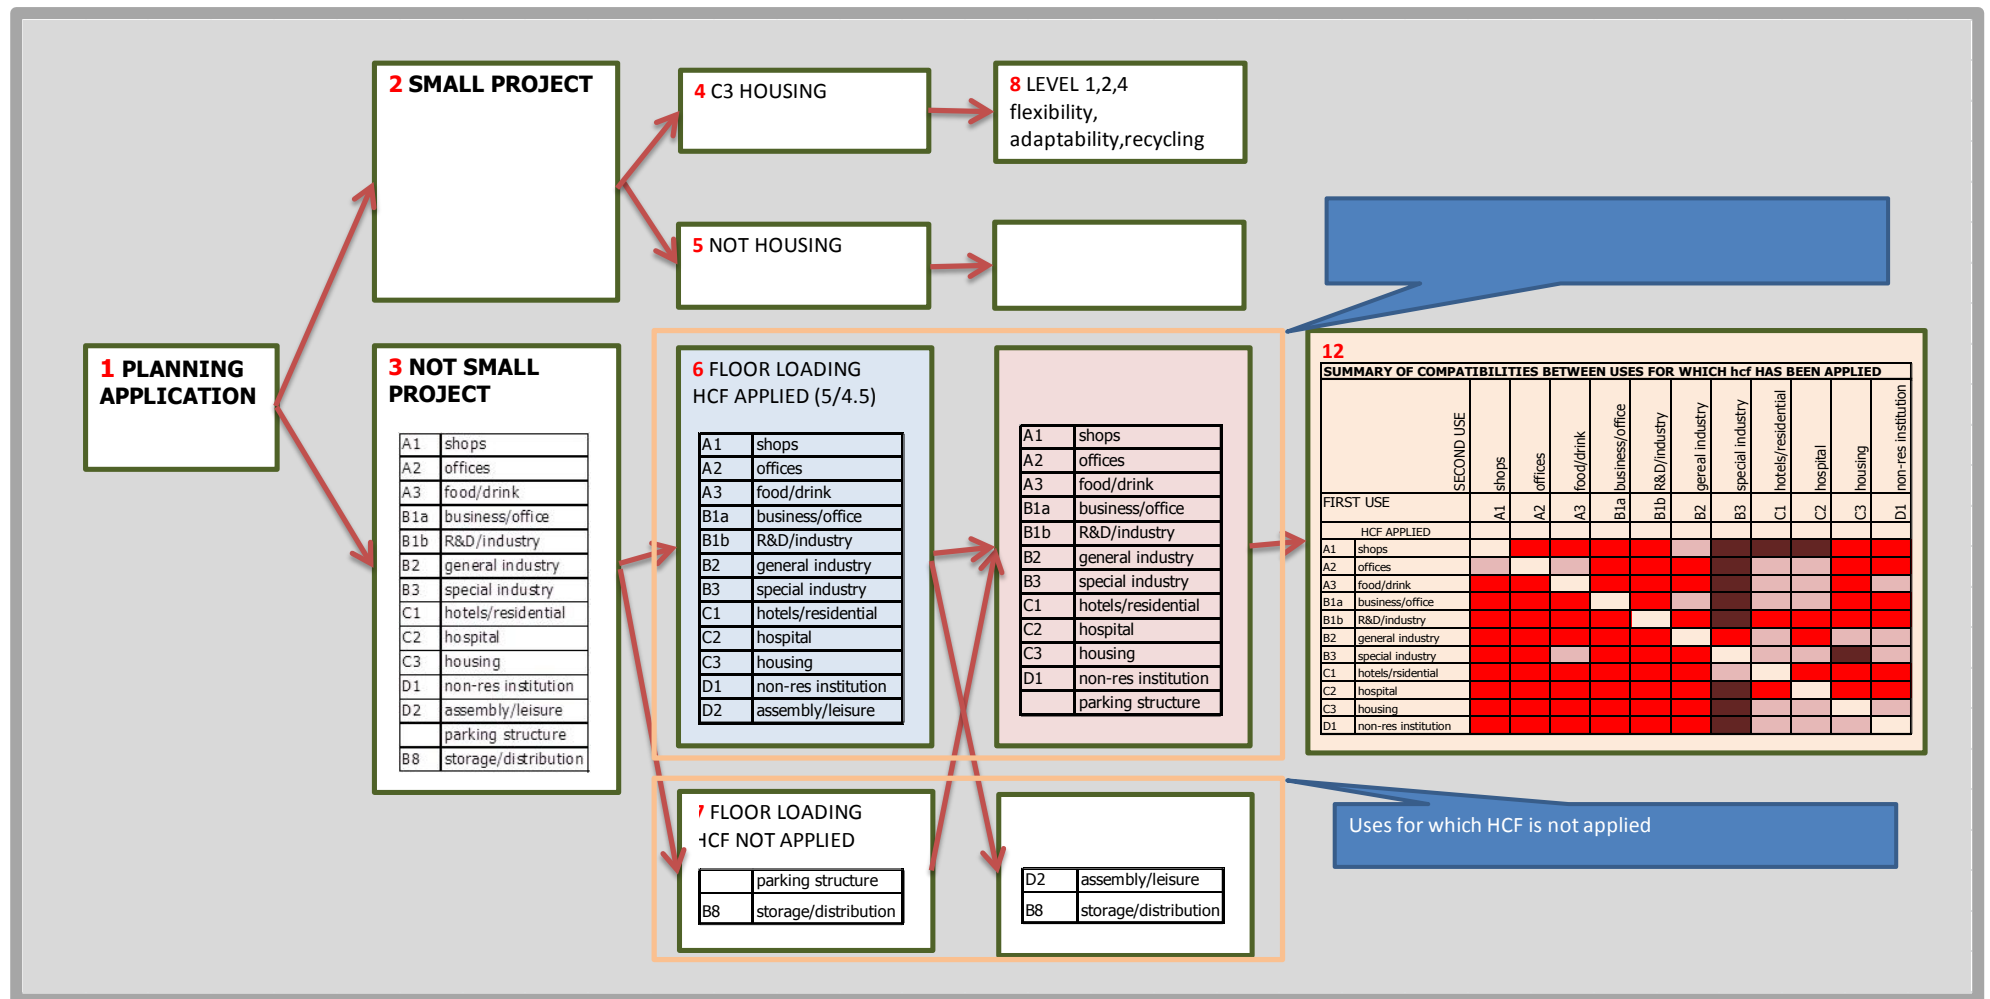 2 SMALL PROJECT
4 C3 HOUSING
8 LEVEL 1,2,4
flexibility,
adaptability,recycling
5 NOT HOUSING
1 PLANNING
APPLICATION
3 NOT SMALL
PROJECT
A1 shops
A2 offices
A3 food/drink
B1a business/office
B1b R&D/industry
B2 general industry
B3 special industry
C1 hotels/residential
C2 hospital
C3 housing
D1 non-res institution
D2 assembly/leisure
parking structure
B8 storage/distribution
6 FLOOR LOADING
HCF APPLIED (5/4.5)
A1 shops
A2 offices
A3 food/drink
B1a business/office
B1b R&D/industry
B2 general industry
B3 special industry
C1 hotels/residential
C2 hospital
C3 housing
D1 non-res institution
D2 assembly/leisure
A1 shops
A2 offices
A3 food/drink
B1a business/office
B1b R&D/industry
B2 general industry
B3 special industry
C1 hotels/residential
C2 hospital
C3 housing
D1 non-res institution
parking structure
12
SUMMARY OF COMPATIBILITIES BETWEEN USES FOR WHICH hcf HAS BEEN APPLIED
SECOND USE
shops
offices
food/drink
business/office
R&D/industry
gereal industry
special industry
hotels/residential
hospital
housing
non-res instiution
FIRST USE
A1 A2 A3 B1a B1b B2 B3 C1 C2 C3 D1
HCF APPLIED
A1 shops
A2 offices
A3 food/drink
B1a business/office
B1b R&D/industry
B2 general industry
B3 special industry
C1 hotels/rsidential
C2 hospital
C3 housing
D1 non-res institution
7 FLOOR LOADING
HCF NOT APPLIED
parking structure
B8 storage/distribution
D2 assembly/leisure
B8 storage/distribution
Uses for which HCF is not applied